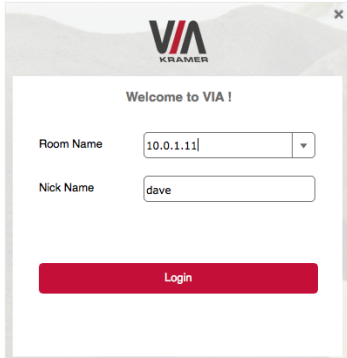 VIA
KRAMER
Welcome to VIA !
Room Name 10.0.1.11
Nick Name dave
Login